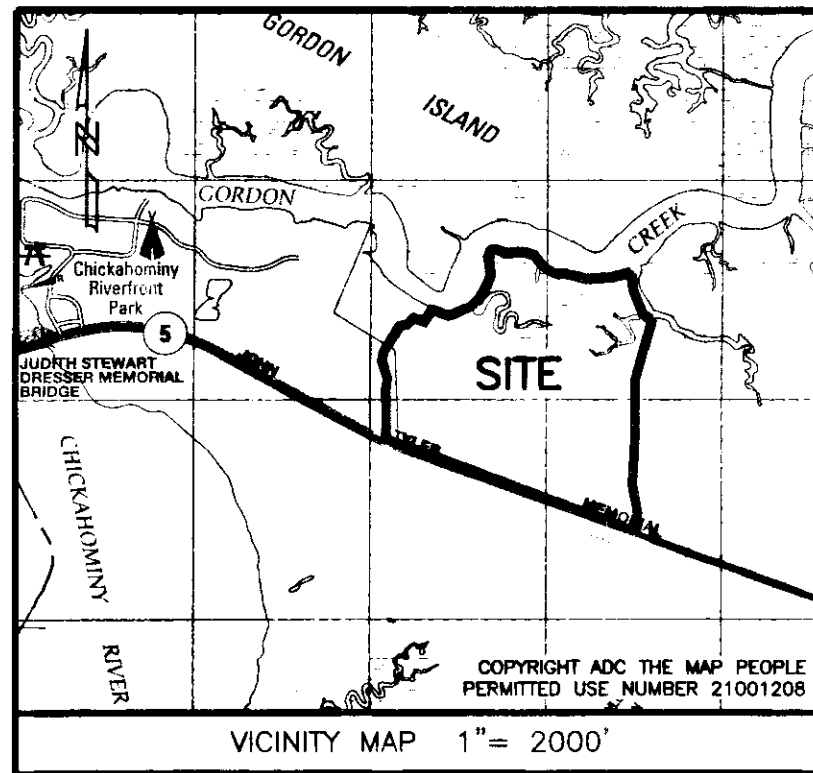 GORDON
ISLAND
N
GORDON
CREEK
Chickahominy
Riverfront
Park
5
JUDITH STEWART
DRESSER MEMORIAL
BRIDGE
JOHN
SITE
TYLER
MEMORIAL
CHICKAHOMINY
RIVER
COPYRIGHT ADC THE MAP PEOPLE
PERMITTED USE NUMBER 21001208
VICINITY MAP 1"= 2000'